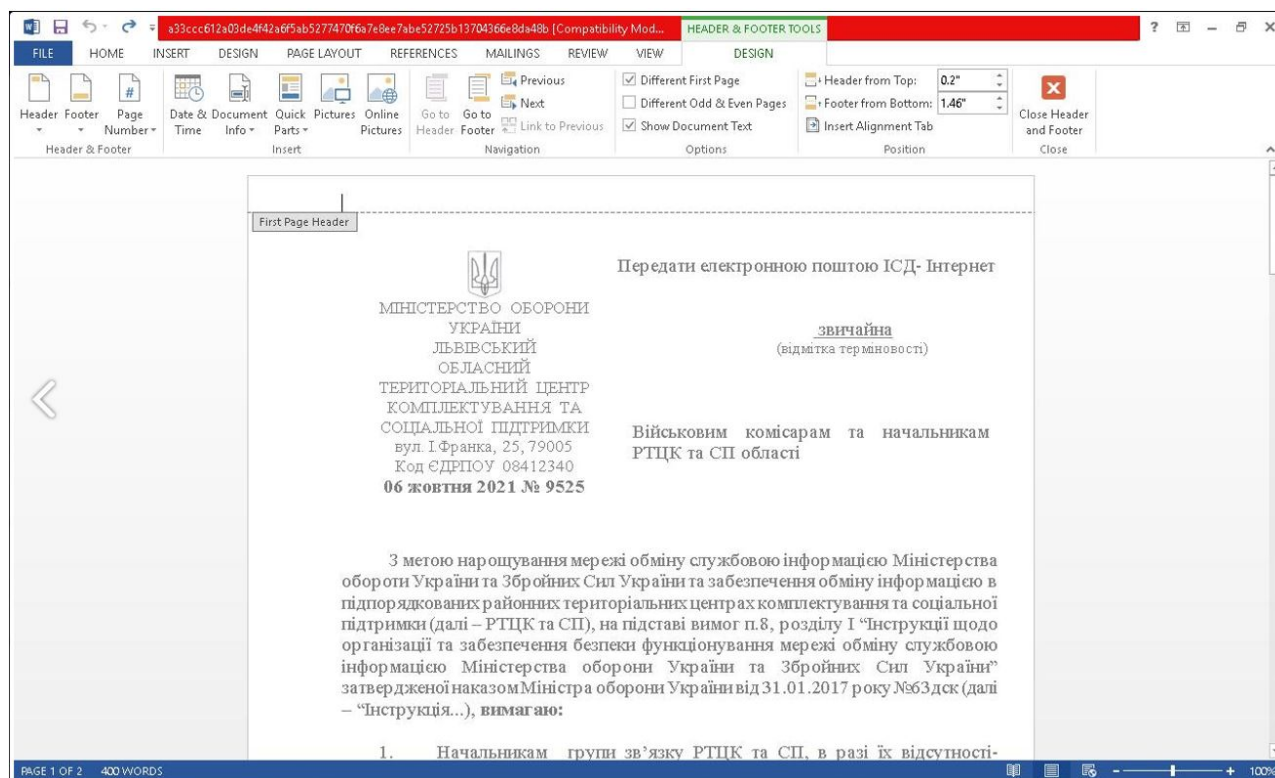 a33ccc612a03de4f42a6f5ab5277470f6a7e8ee7abe52725b13704366e8da48b [Compatibility Mod...
HEADER & FOOTER TOOLS
?
FILE HOME INSERT DESIGN PAGE LAYOUT REFERENCES MAILINGS REVIEW VIEW DESIGN
Header Footer Page Number
Date & Time Document Info Quick Parts Pictures Online Pictures
Go to Header Go to Footer
Previous
Next
Link to Previous
Different First Page
Different Odd & Even Pages
Show Document Text
Header from Top: 0.2"
Footer from Bottom: 1.46"
Insert Alignment Tab
Close Header and Footer
Header & Footer Insert Navigation Options Position Close
First Page Header
Передати електронною поштою ІСД- Інтернет
звичайна
(відмітка терміновості)
МІНІСТЕРСТВО ОБОРОНИ
УКРАЇНИ
ЛЬВІВСЬКИЙ
ОБЛАСНИЙ
ТЕРИТОРІАЛЬНИЙ ЦЕНТР
КОМПЛЕКТУВАННЯ ТА
СОЦІАЛЬНОЇ ПІДТРИМКИ
вул. І.Франка, 25, 79005
Код ЄДРПОУ 08412340
06 жовтня 2021 № 9525
Військовим комісарам та начальникам
РТЦК та СП області
З метою нарощування мережі обміну службовою інформацією Міністерства
обороти України та Збройних Сил України та забезпечення обміну інформацією в
підпорядкованих районних територіальних центрах комплектування та соціальної
підтримки (далі – РТЦК та СП), на підставі вимог п.8, розділу І “Інструкції щодо
організації та забезпечення безпеки функціонування мережі обміну службовою
інформацією Міністерства оборони України та Збройних Сил України”
затвердженої наказом Міністра оборони України від 31.01.2017 року №63дск (далі
– “Інструкція...), вимагаю:
1. Начальникам групи зв’язку РТЦК та СП, в разі їх відсутності-
PAGE 1 OF 2 400 WORDS
100%